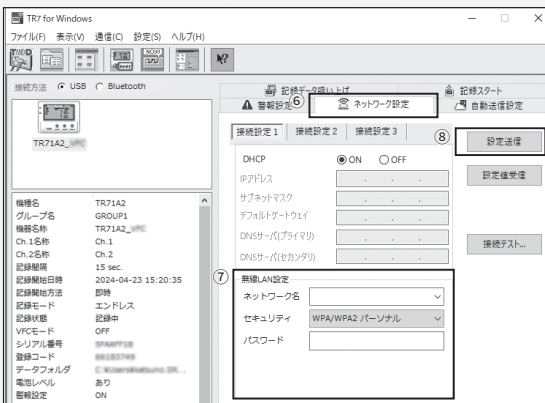 TR7 for Windows
ファイル(F) 表示(V) 通信(C) 設定(S) ヘルプ(H)
接続方法 USB Bluetooth
TR71A2_
機種名 TR71A2
グループ名 GROUP1
機器名称 TR71A2_
Ch.1名称 Ch.1
Ch.2名称 Ch.2
記録間隔 15 sec.
記録開始日時 2024-04-23 15:20:35
記録開始方法 即時
記録モード エンドレス
記録状態 記録中
VFCモード OFF
シリアル番号
登録コード
データフォルダ
電池レベル あり
警報設定 ON
記録データ吸い上げ 記録スタート
警報設定 ⑥ ネットワーク設定 自動送信設定
接続設定 1 接続設定 2 接続設定 3
DHCP ON OFF
IPアドレス
サブネットマスク
デフォルトゲートウェイ
DNSサーバ(プライマリ)
DNSサーバ(セカンダリ)
⑦ 無線LAN設定
ネットワーク名
セキュリティ WPA/WPA2 パーソナル
パスワード
⑧ 設定送信
設定値受信
接続テスト...